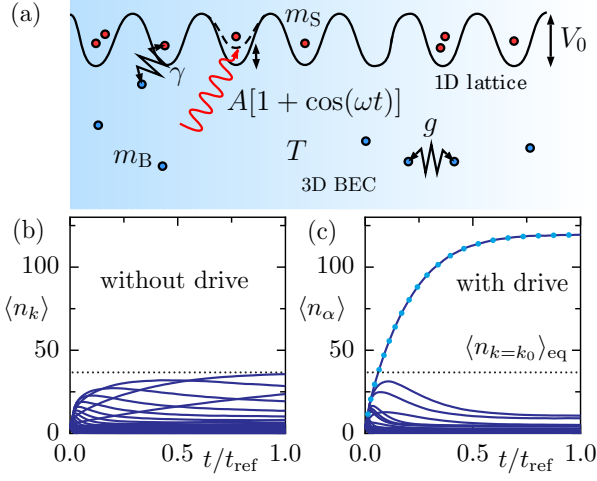 (a)
m_S
V_0
γ
1D lattice
A[1 + cos(ωt)]
g
m_B
T
3D BEC
(b)
100
⟨n_k⟩
50
0
without drive
0.0
0.5
t/t_ref
1.0
(c)
100
⟨n_α⟩
50
0
with drive
⟨n_{k=k_0}⟩_eq
0.0
0.5
t/t_ref
1.0